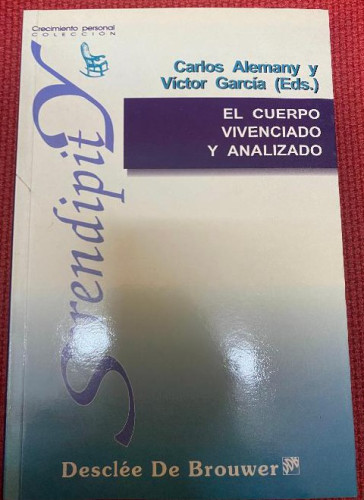 Crecimiento personal
COLECCIÓN
Serendipity
Carlos Alemany y
Víctor García (Eds.)
EL CUERPO
VIVENCIADO
Y ANALIZADO
Desclée De Brouwer